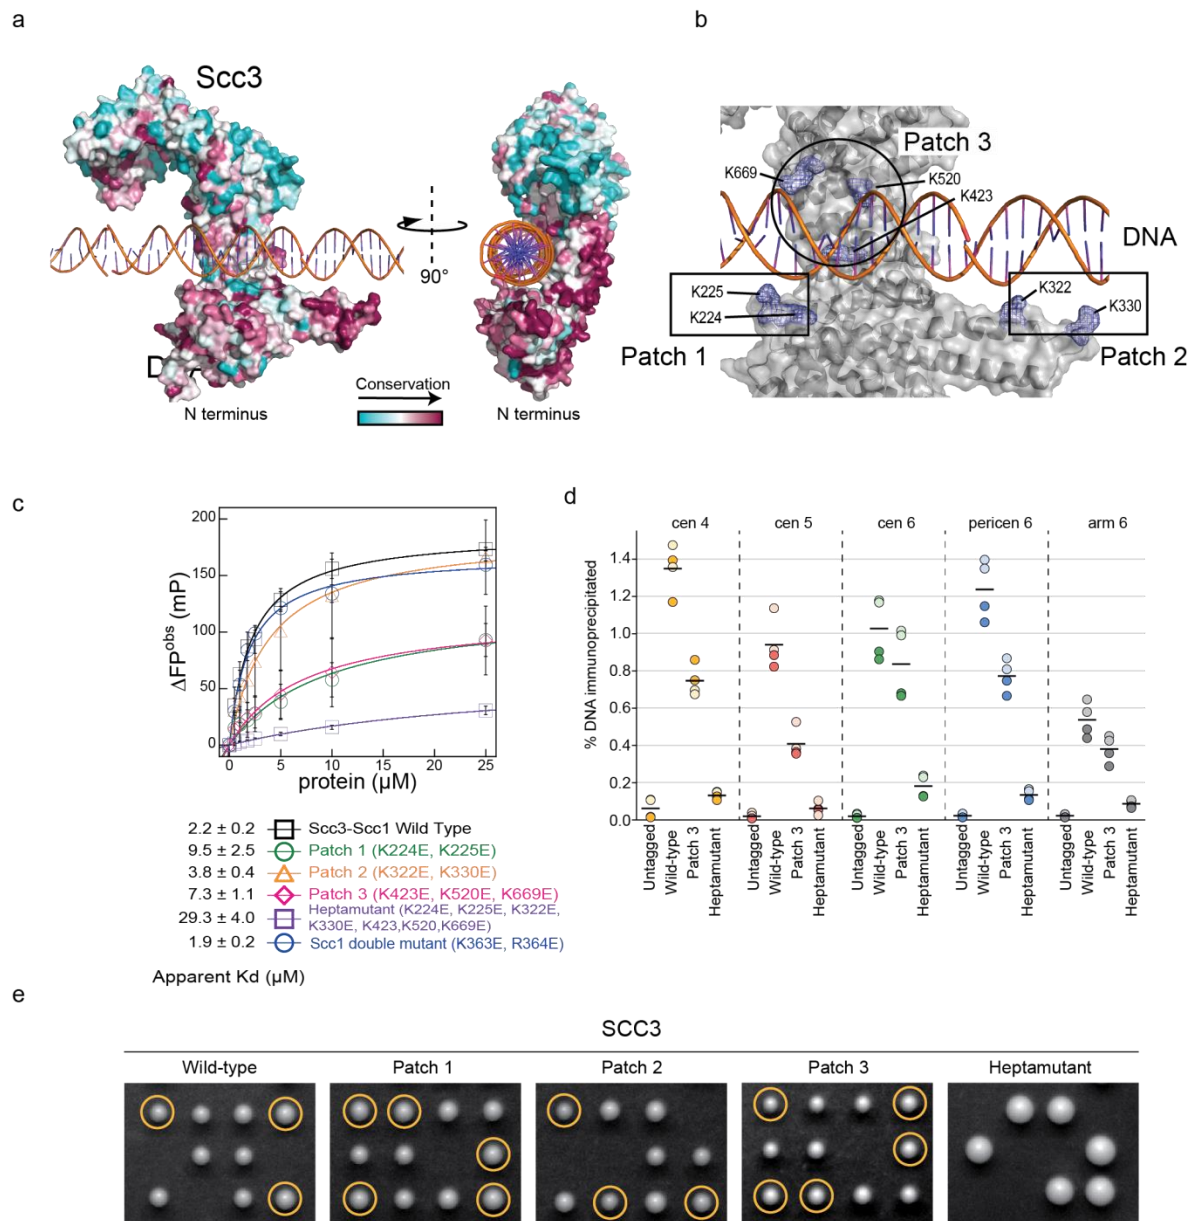 a
b
Scc3
90°
D
Conservation
N terminus
N terminus
Patch 3
K669
K520
K423
DNA
K225
K224
K322
K330
Patch 1
Patch 2
c
ΔFPobs (mP)
200
150
100
50
0
0 5 10 15 20 25
protein (µM)
2.2 ± 0.2 Scc3-Scc1 Wild Type
9.5 ± 2.5 Patch 1 (K224E, K225E)
3.8 ± 0.4 Patch 2 (K322E, K330E)
7.3 ± 1.1 Patch 3 (K423E, K520E, K669E)
29.3 ± 4.0 Heptamutant (K224E, K225E, K322E,
K330E, K423,K520,K669E)
1.9 ± 0.2 Scc1 double mutant (K363E, R364E)
Apparent Kd (µM)
d
cen 4 cen 5 cen 6 pericen 6 arm 6
% DNA immunoprecipitated
1.4
1.2
1.0
0.8
0.6
0.4
0.2
0.0
Untagged
Wild-type
Patch 3
Heptamutant
Untagged
Wild-type
Patch 3
Heptamutant
Untagged
Wild-type
Patch 3
Heptamutant
Untagged
Wild-type
Patch 3
Heptamutant
Untagged
Wild-type
Patch 3
Heptamutant
e
SCC3
Wild-type Patch 1 Patch 2 Patch 3 Heptamutant